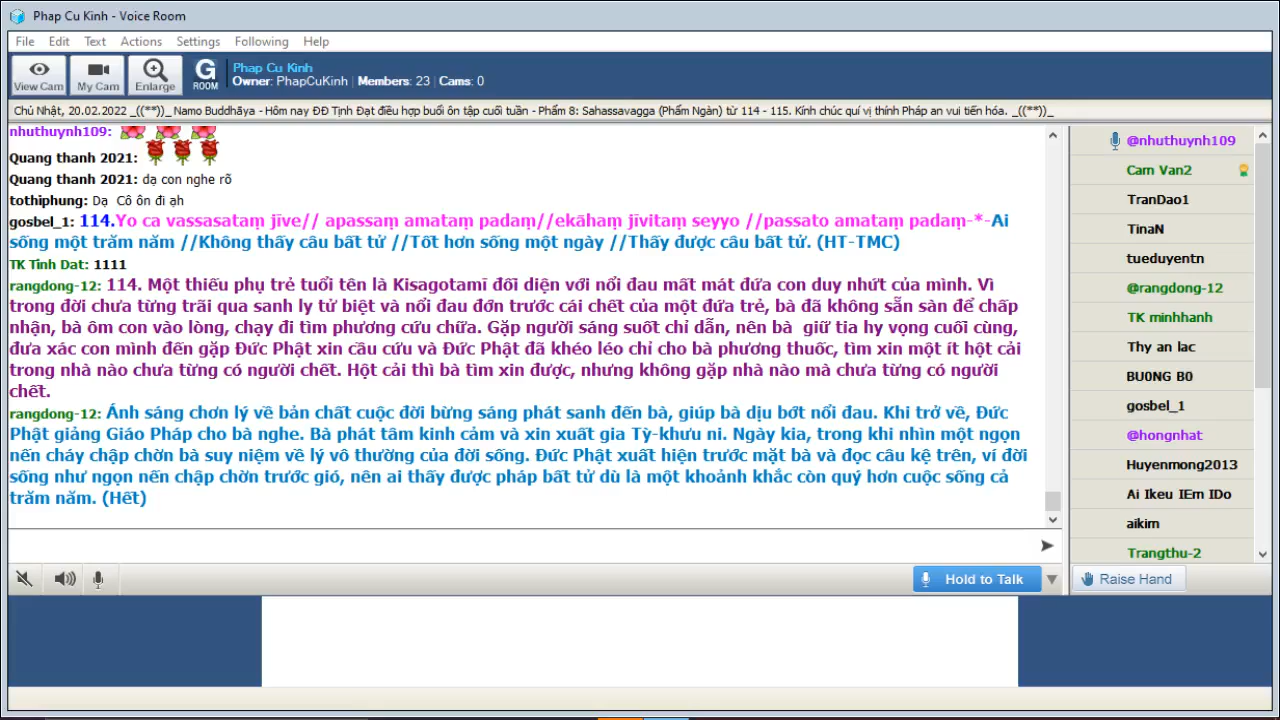 Phap Cu Kinh - Voice Room
File Edit Text Actions Settings Following Help
View Cam My Cam Enlarge G ROOM
Phap Cu Kinh
Owner: PhapCuKinh | Members: 23 | Cams: 0
Chủ Nhật, 20.02.2022 _((**))_ Namo Buddhāya - Hôm nay ĐĐ Tịnh Đạt điều hợp buổi ôn tập cuối tuần - Phẩm 8: Sahassavagga (Phẩm Ngàn) từ 114 - 115. Kính chúc quí vị thính Pháp an vui tiến hóa. _((**))_
nhuthuynh109:
Quang thanh 2021:
Quang thanh 2021: dạ con nghe rõ
tothiphung: Dạ Cô ôn đi ạh
gosbel_1: 114.Yo ca vassasataṃ jīve// apassaṃ amataṃ padaṃ//ekāhaṃ jīvitaṃ seyyo //passato amataṃ padaṃ-*-Ai
sống một trăm năm //Không thấy câu bất tử //Tốt hơn sống một ngày //Thấy được câu bất tử. (HT-TMC)
TK Tinh Dat: 1111
rangdong-12: 114. Một thiếu phụ trẻ tuổi tên là Kisagotamī đối diện với nổi đau mất mát đứa con duy nhứt của mình. Vì
trong đời chưa từng trãi qua sanh ly tử biệt và nổi đau đớn trước cái chết của một đứa trẻ, bà đã không sẵn sàn để chấp
nhận, bà ôm con vào lòng, chạy đi tìm phương cứu chữa. Gặp người sáng suốt chỉ dẫn, nên bà giữ tia hy vọng cuối cùng,
đưa xác con mình đến gặp Đức Phật xin cầu cứu và Đức Phật đã khéo léo chỉ cho bà phương thuốc, tìm xin một ít hột cải
trong nhà nào chưa từng có người chết. Hột cải thì bà tìm xin được, nhưng không gặp nhà nào mà chưa từng có người
chết.
rangdong-12: Ánh sáng chơn lý về bản chất cuộc đời bừng sáng phát sanh đến bà, giúp bà dịu bớt nổi đau. Khi trở về, Đức
Phật giảng Giáo Pháp cho bà nghe. Bà phát tâm kinh cảm và xin xuất gia Tỳ-khưu ni. Ngày kia, trong khi nhìn một ngọn
nến cháy chập chờn bà suy niệm về lý vô thường của đời sống. Đức Phật xuất hiện trước mặt bà và đọc câu kệ trên, ví đời
sống như ngọn nến chập chờn trước gió, nên ai thấy được pháp bất tử dù là một khoảnh khắc còn quý hơn cuộc sống cả
trăm năm. (Hết)
Hold to Talk
@nhuthuynh109
Cam Van2
TranDao1
TinaN
tueduyentn
@rangdong-12
TK minhhanh
Thy an lac
BU0NG B0
gosbel_1
@hongnhat
Huyenmong2013
Ai Ikeu IEm IDo
aikim
Trangthu-2
Raise Hand